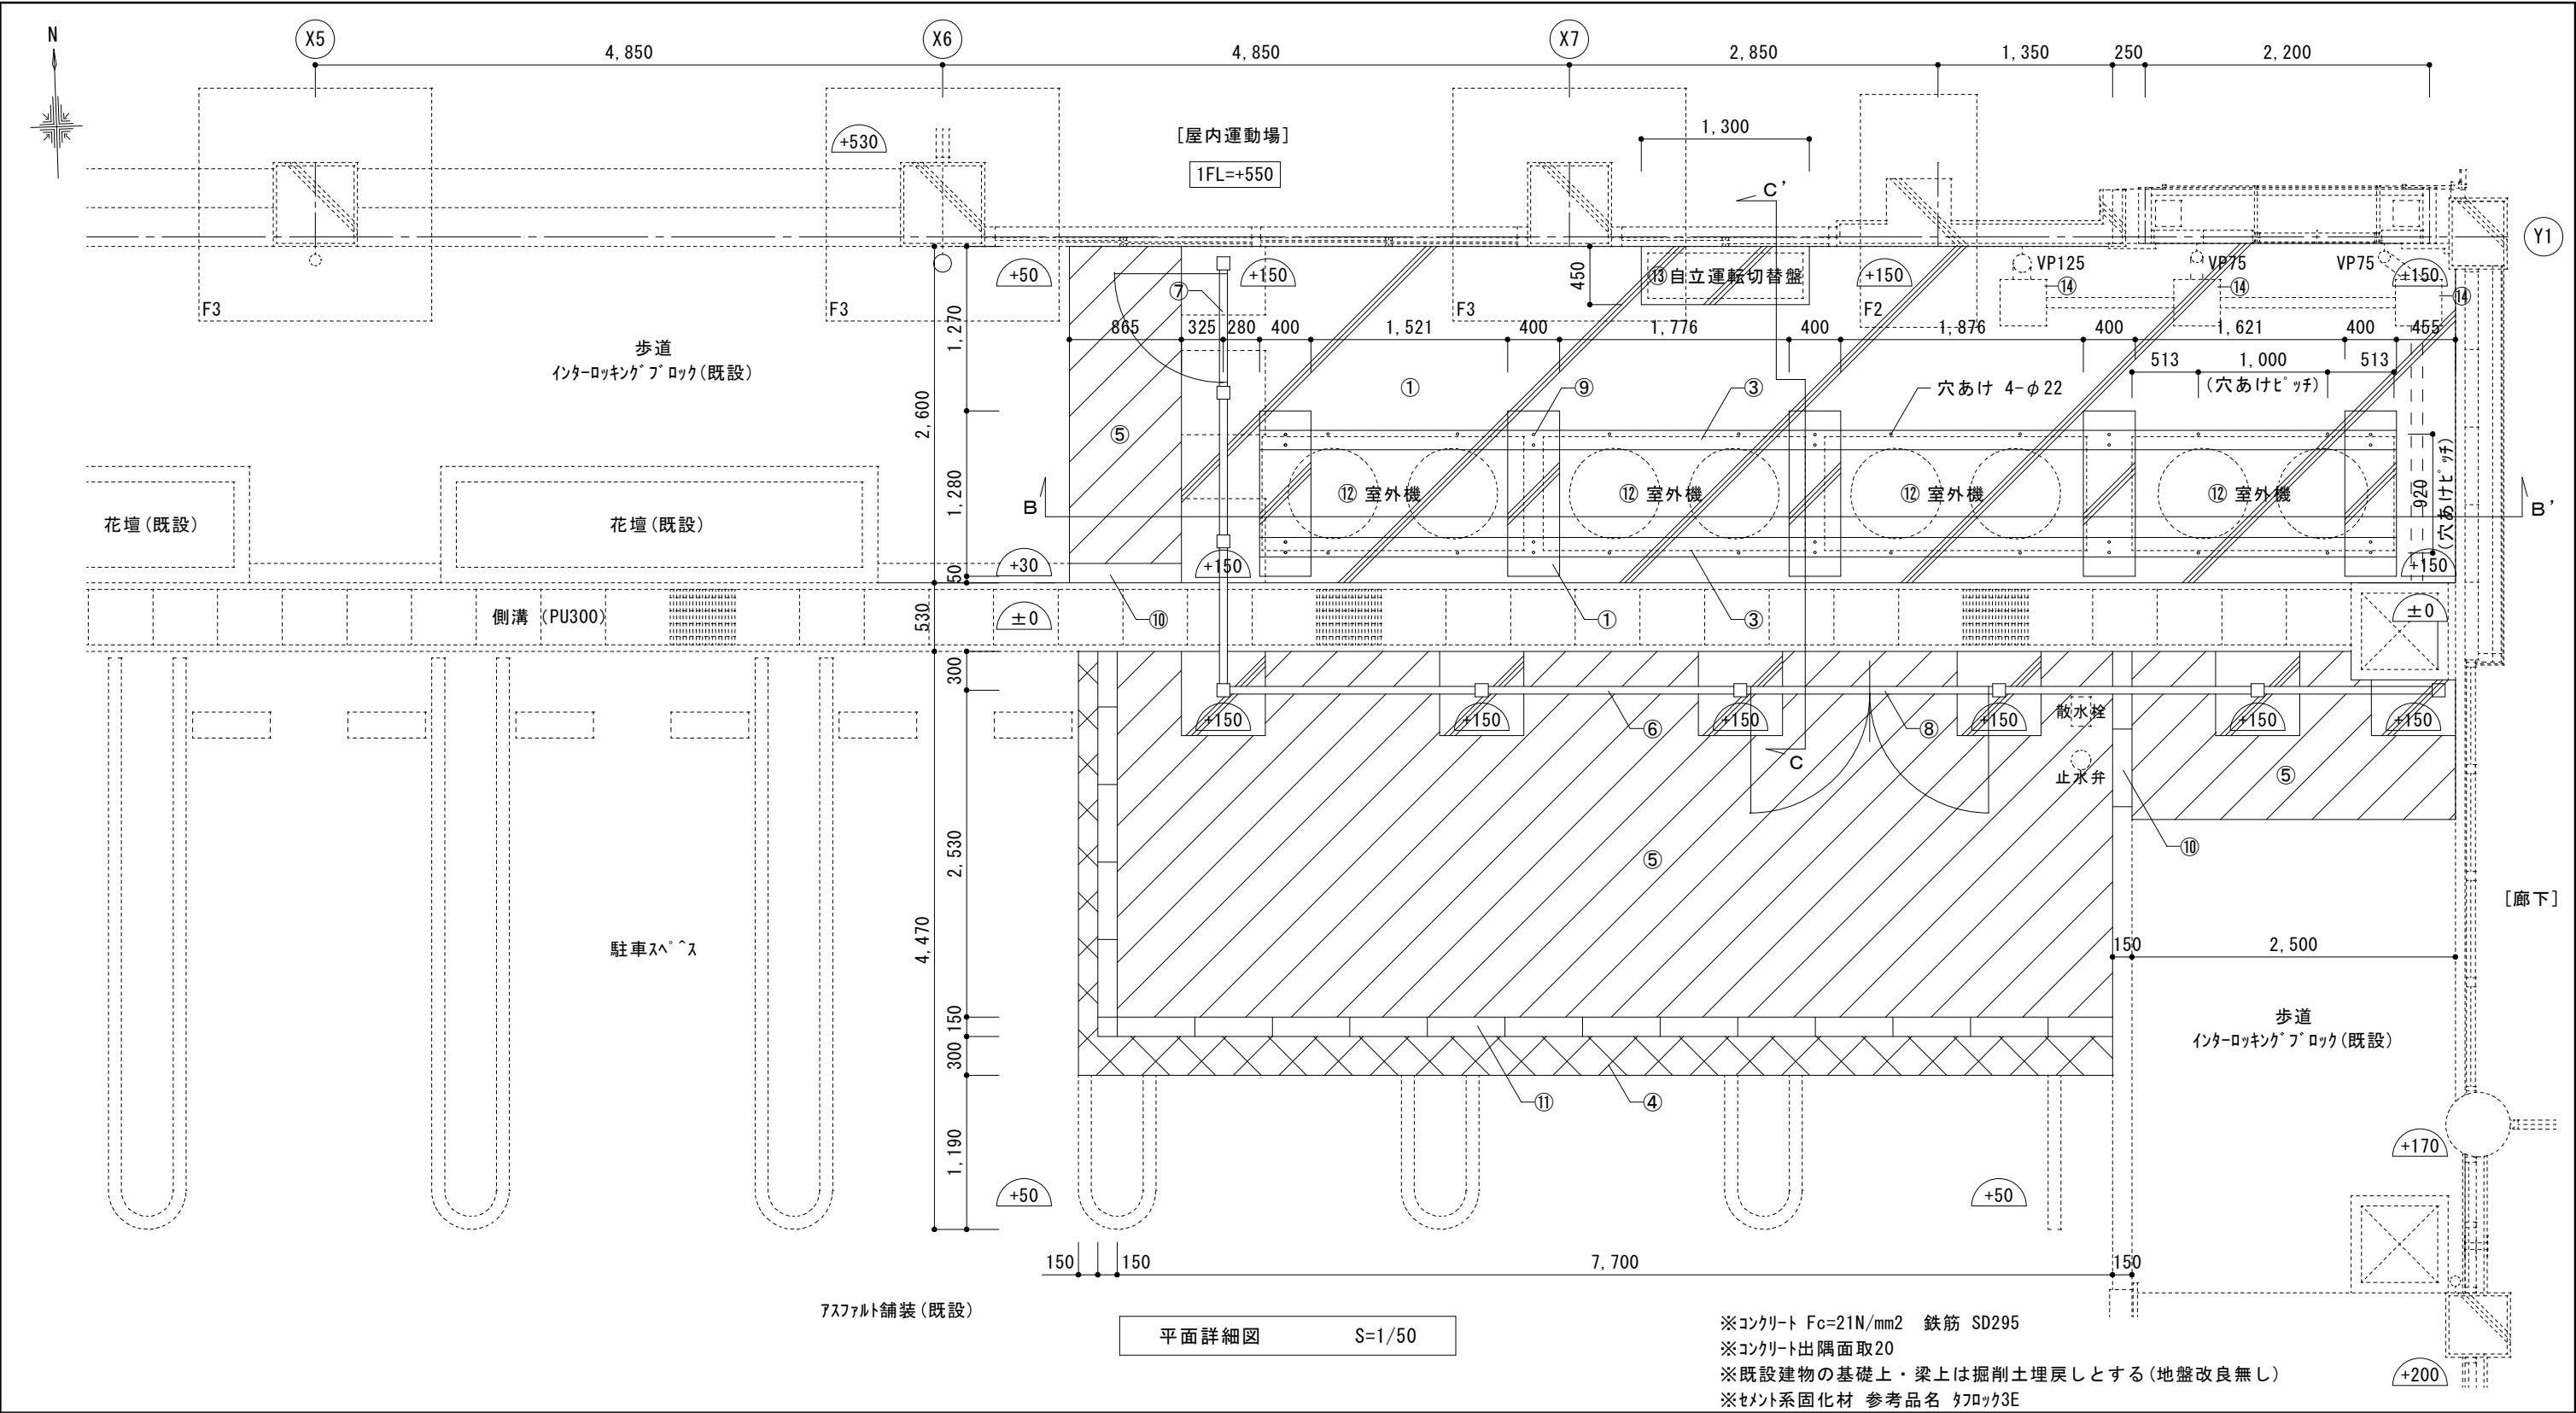 N
X5
X6
X7
4,850
4,850
2,850
1,350
250
2,200
+530
[屋内運動場]
1FL=+550
1,300
C'
Y1
+50
+150
⑦
450
⑬自立運転切替盤
+150
VP125
VP75
VP75
+150
⑭
⑭
⑭
F3
F3
F3
F2
865
325
280
400
1,521
400
1,776
400
1,876
400
1,621
400
455
1,270
歩道
インターロッキングブロック(既設)
①
⑨
③
穴あけ 4-φ22
513
1,000
513
(穴あけピッチ)
2,600
⑤
1,280
B
⑫ 室外機
⑫ 室外機
⑫ 室外機
⑫ 室外機
920
(穴あけピッチ)
B'
花壇(既設)
花壇(既設)
50
+30
+150
+150
側溝 (PU300)
530
±0
⑩
①
③
±0
300
+150
+150
+150
+150
+150
+150
⑥
⑧
散水栓
止水弁
C
⑤
⑤
⑩
2,530
4,470
駐車スペース
[廊下]
150
2,500
150
300
歩道
インターロッキングブロック(既設)
⑪
④
1,190
+170
+50
+50
150
150
7,700
150
アスファルト舗装(既設)
平面詳細図 S=1/50
※コンクリート Fc=21N/mm2 鉄筋 SD295
※コンクリート出隅面取20
※既設建物の基礎上・梁上は掘削土埋戻しとする(地盤改良無し)
※セメント系固化材 参考品名 タフロック3E
+200